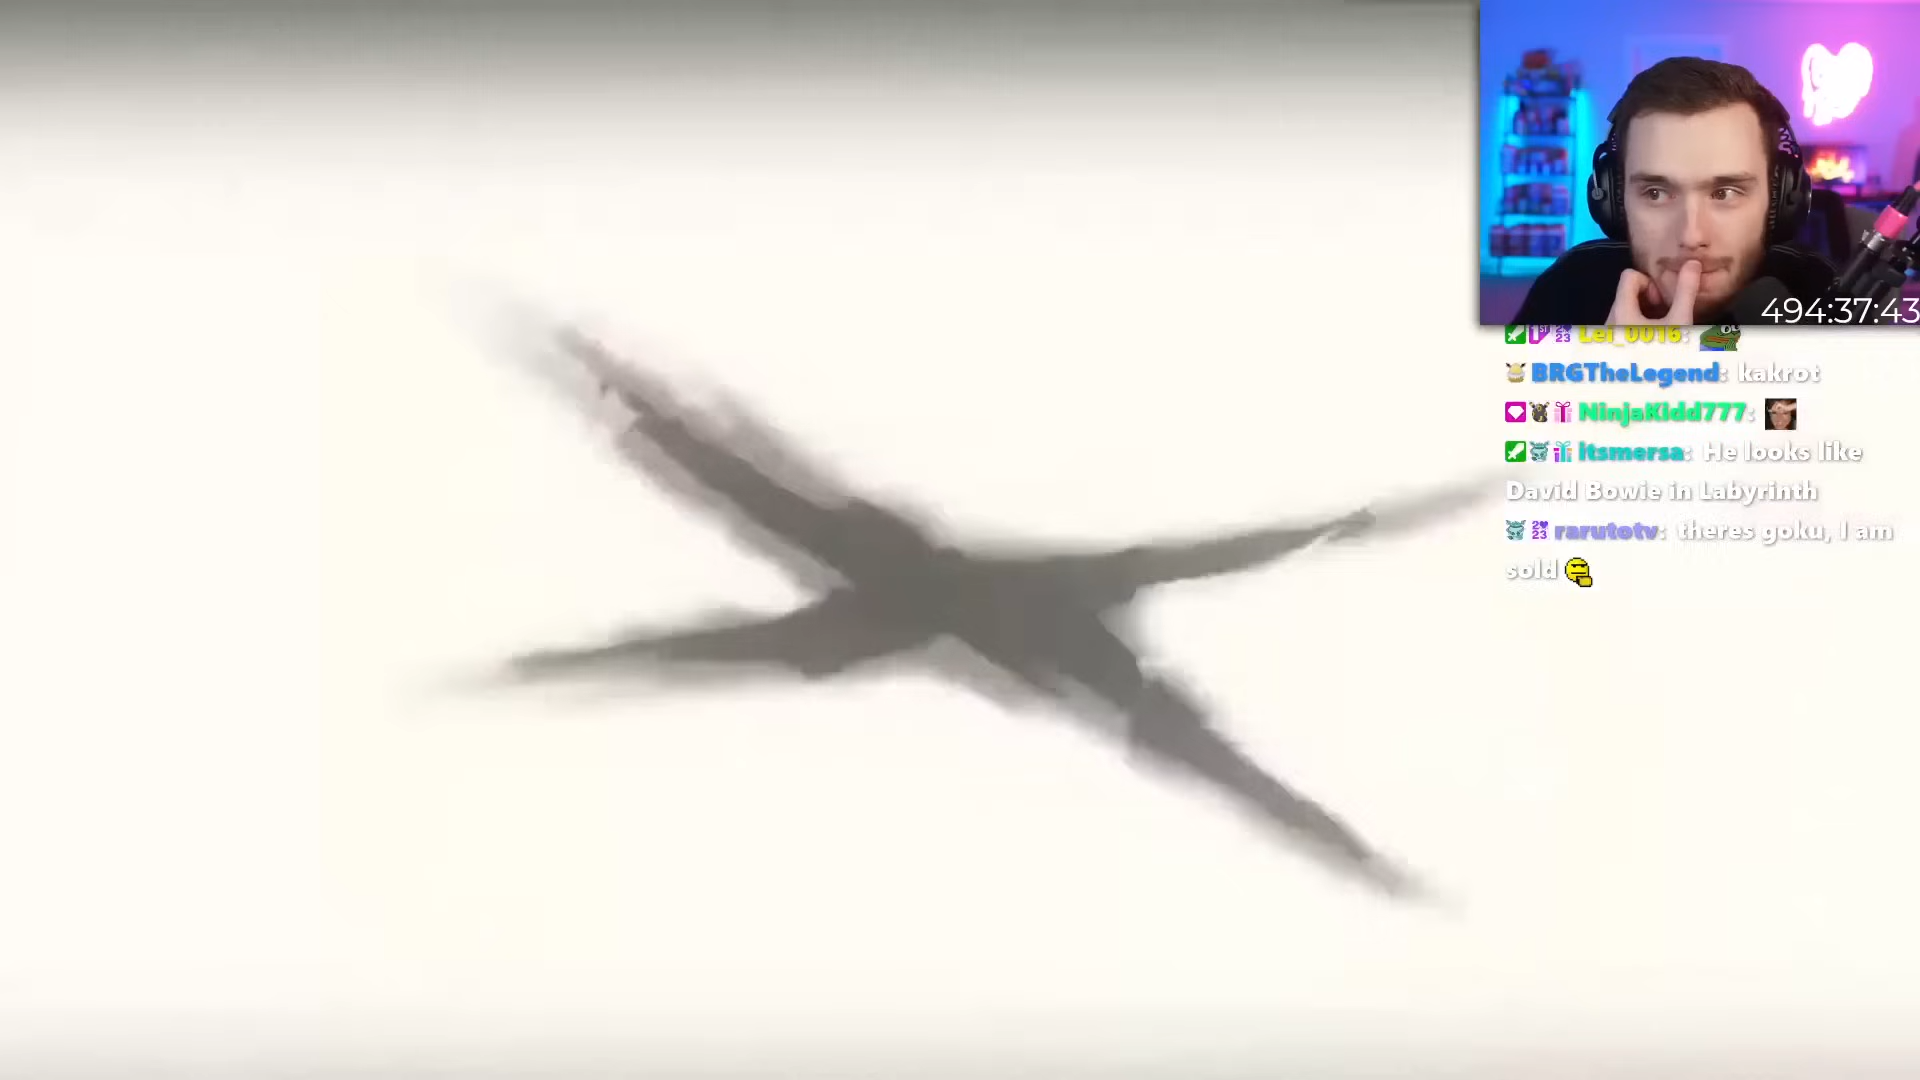 494:37:43
Lei_0016:
BRGTheLegend: kakrot
NinjaKidd777:
Itsmersa: He looks like
David Bowie in Labyrinth
rarutotv: theres goku, I am
sold